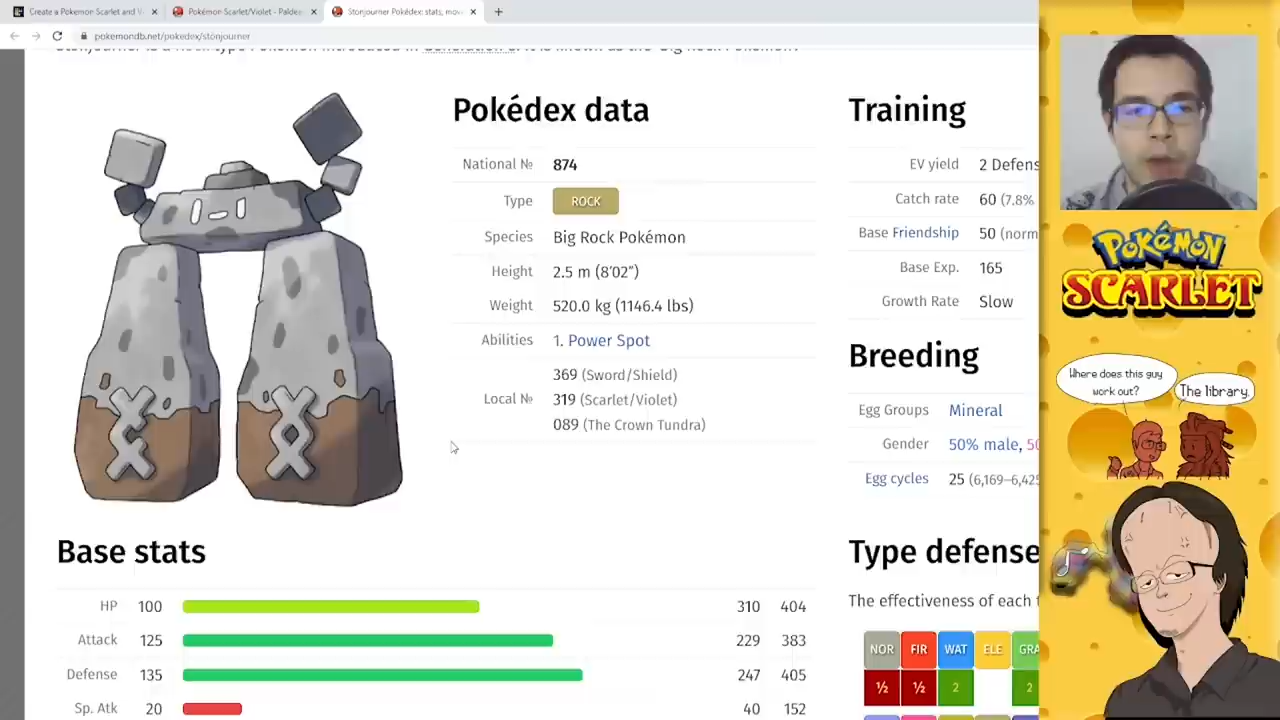 Create a Pokemon Scarlet and V
Pokémon Scarlet/Violet - Paldea
Stonjourner Pokédex: stats, mov
pokemondb.net/pokedex/stonjourner
Pokédex data
National № 874
Type ROCK
Species Big Rock Pokémon
Height 2.5 m (8'02")
Weight 520.0 kg (1146.4 lbs)
Abilities 1. Power Spot
Local № 369 (Sword/Shield)
319 (Scarlet/Violet)
089 (The Crown Tundra)
Training
EV yield 2 Defens
Catch rate 60 (7.8%
Base Friendship 50 (norm
Base Exp. 165
Growth Rate Slow
Breeding
Egg Groups Mineral
Gender 50% male, 50
Egg cycles 25 (6,169–6,425
Base stats
HP 100 310 404
Attack 125 229 383
Defense 135 247 405
Sp. Atk 20 40 152
Type defense
The effectiveness of each t
NOR FIR WAT ELE GRA
½ ½ 2 2
POKÉMON
SCARLET
Where does this guy
work out?
The library.